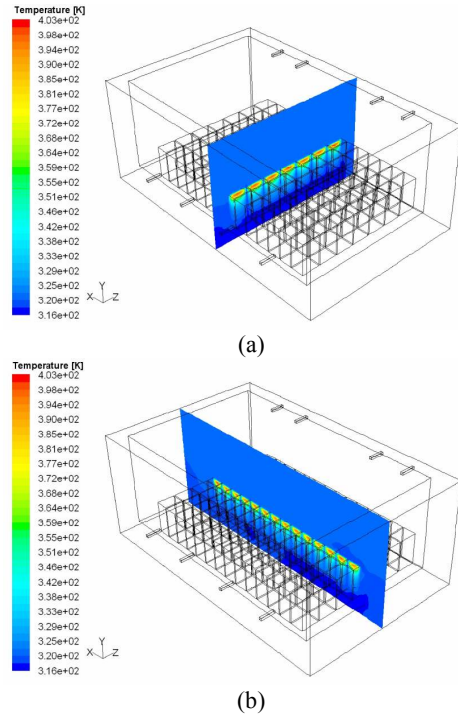 Temperature [K]
4.03e+02
3.98e+02
3.94e+02
3.90e+02
3.85e+02
3.81e+02
3.77e+02
3.72e+02
3.68e+02
3.64e+02
3.59e+02
3.55e+02
3.51e+02
3.46e+02
3.42e+02
3.38e+02
3.33e+02
3.29e+02
3.25e+02
3.20e+02
3.16e+02
Y
X Z
(a)
Temperature [K]
4.03e+02
3.98e+02
3.94e+02
3.90e+02
3.85e+02
3.81e+02
3.77e+02
3.72e+02
3.68e+02
3.64e+02
3.59e+02
3.55e+02
3.51e+02
3.46e+02
3.42e+02
3.38e+02
3.33e+02
3.29e+02
3.25e+02
3.20e+02
3.16e+02
Y
X Z
(b)